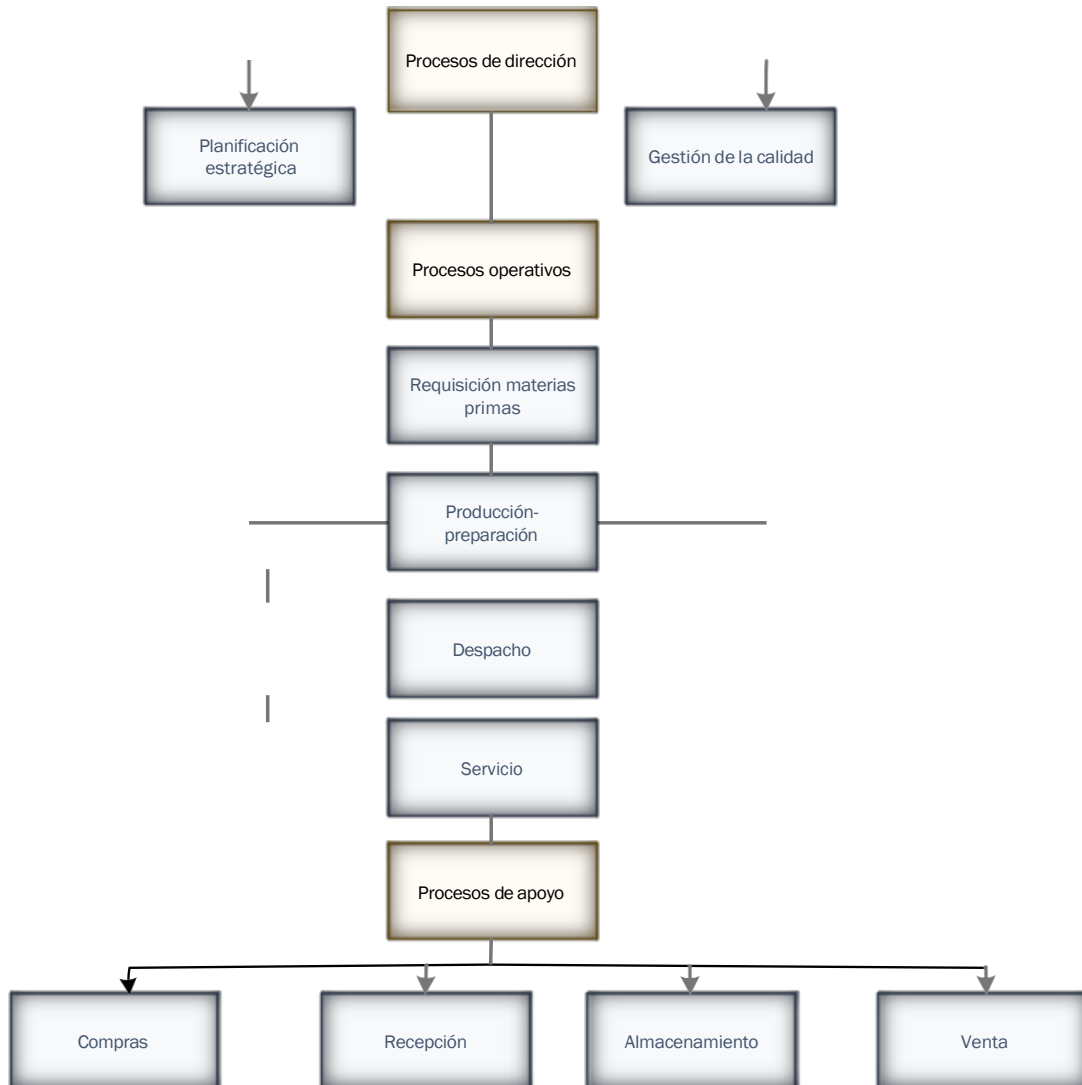 Procesos de dirección
Planificación
estratégica
Gestión de la calidad
Procesos operativos
Requisición materias
primas
Producción-
preparación
Despacho
Servicio
Procesos de apoyo
Compras
Recepción
Almacenamiento
Venta